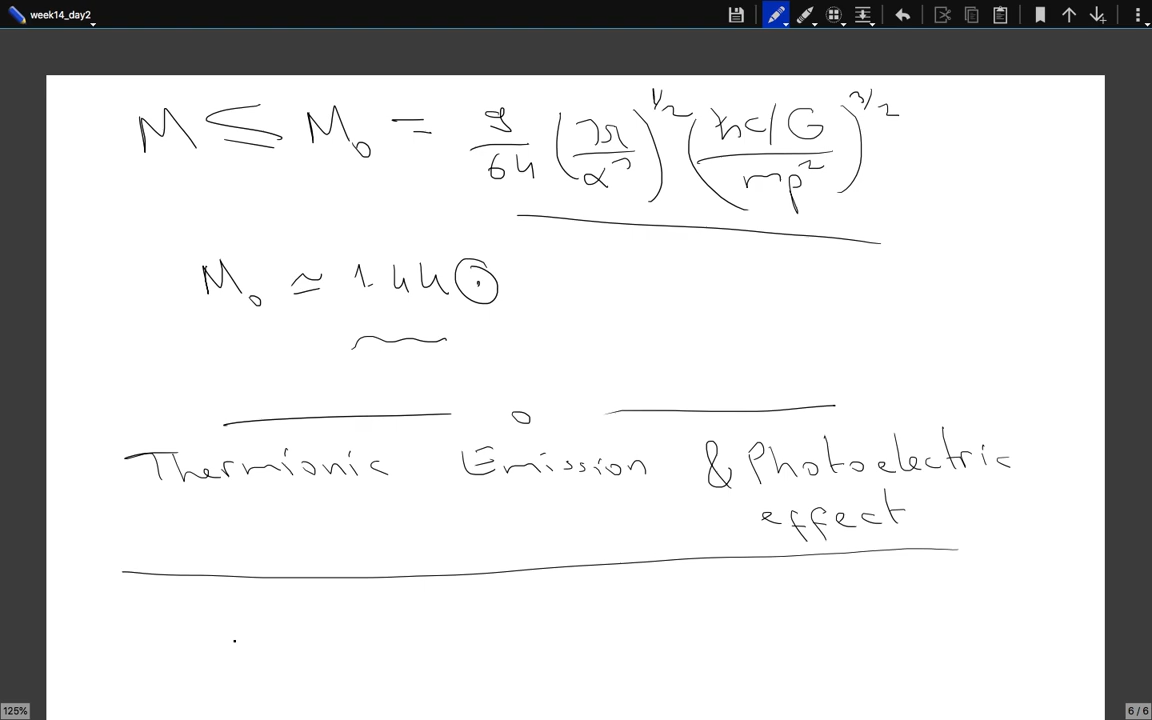 week14_day2
M ≤ M₀ = 9/64 (3π/α³)^1/2 (ħc/G / mp²)^3/2
M₀ ≃ 1.44 ⊙
Thermionic Emission & Photoelectric
effect
125%
6 / 6